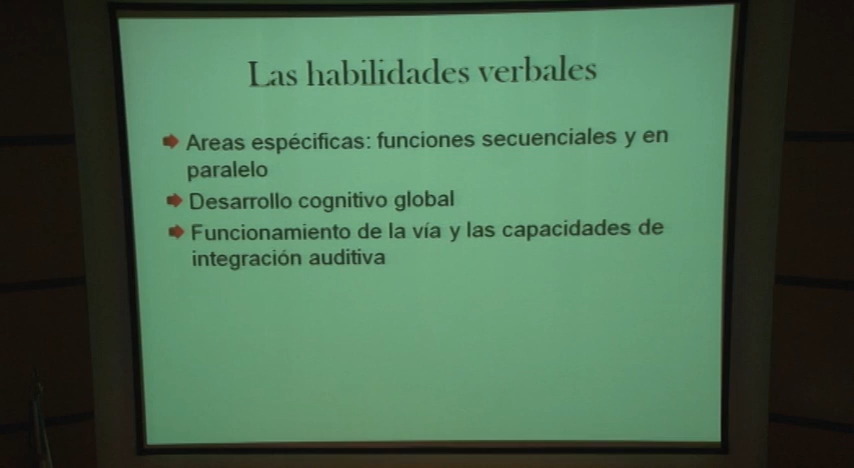 Las habilidades verbales
Areas espécificas: funciones secuenciales y en
paralelo
Desarrollo cognitivo global
Funcionamiento de la vía y las capacidades de
integración auditiva